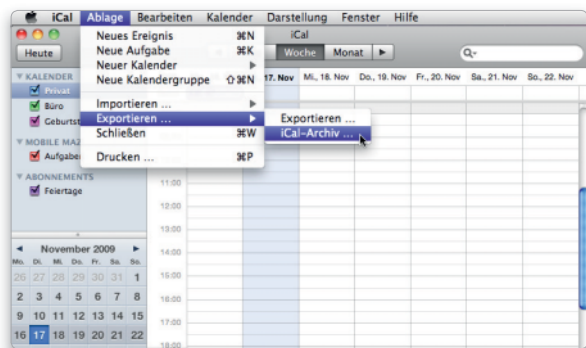 iCal Ablage Bearbeiten Kalender Darstellung Fenster Hilfe
iCal
Heute
Woche Monat
Neues Ereignis ⌘N
Neue Aufgabe ⌘K
Neuer Kalender
Neue Kalendergruppe ⇧⌘N
Importieren ...
Exportieren ...
Schließen ⌘W
Drucken ... ⌘P
Exportieren ...
iCal-Archiv ...
KALENDER
Privat
Büro
Geburtst
MOBILE MAZ
Aufgabe
ABONNEMENTS
Feiertage
17. Nov Mi., 18. Nov Do., 19. Nov Fr., 20. Nov Sa., 21. Nov So., 22. Nov
11:00
12:00
13:00
14:00
15:00
16:00
17:00
18:00
November 2009
Mo. Di. Mi. Do. Fr. Sa. So.
26 27 28 29 30 31 1
2 3 4 5 6 7 8
9 10 11 12 13 14 15
16 17 18 19 20 21 22